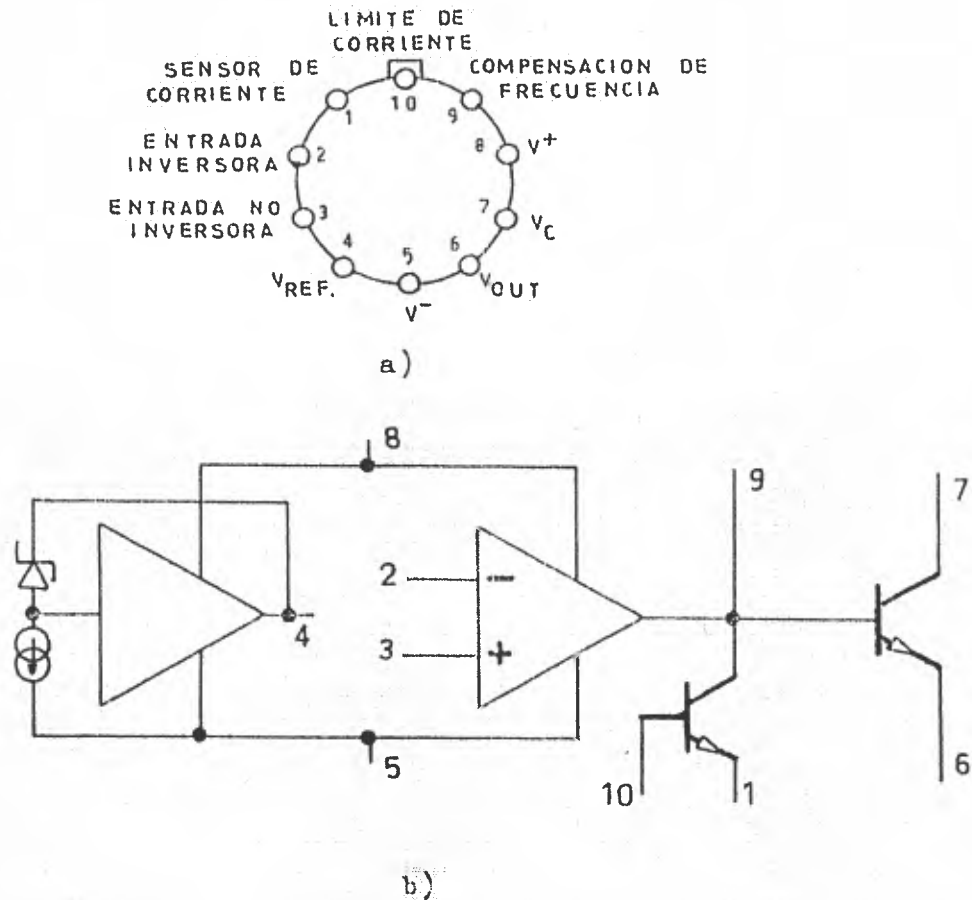 LIMITE DE
CORRIENTE
SENSOR DE
CORRIENTE
COMPENSACION DE
FRECUENCIA
ENTRADA
INVERSORA
ENTRADA NO
INVERSORA
VREF.
V-
VOUT
VC
V+
1
2
3
4
5
6
7
8
9
10
a)
8
9
7
2
-
3
+
4
5
10
1
6
b)